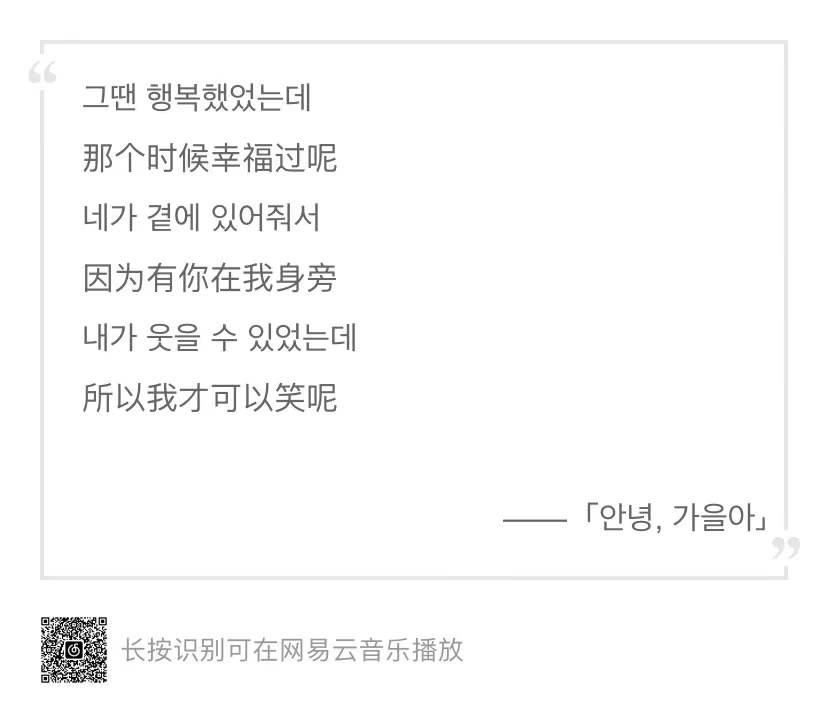 “
그땐 행복했었는데
那个时候幸福过呢
네가 곁에 있어줘서
因为有你在我身旁
내가 웃을 수 있었는데
所以我才可以笑呢
——「안녕, 가을아」
”
长按识别可在网易云音乐播放